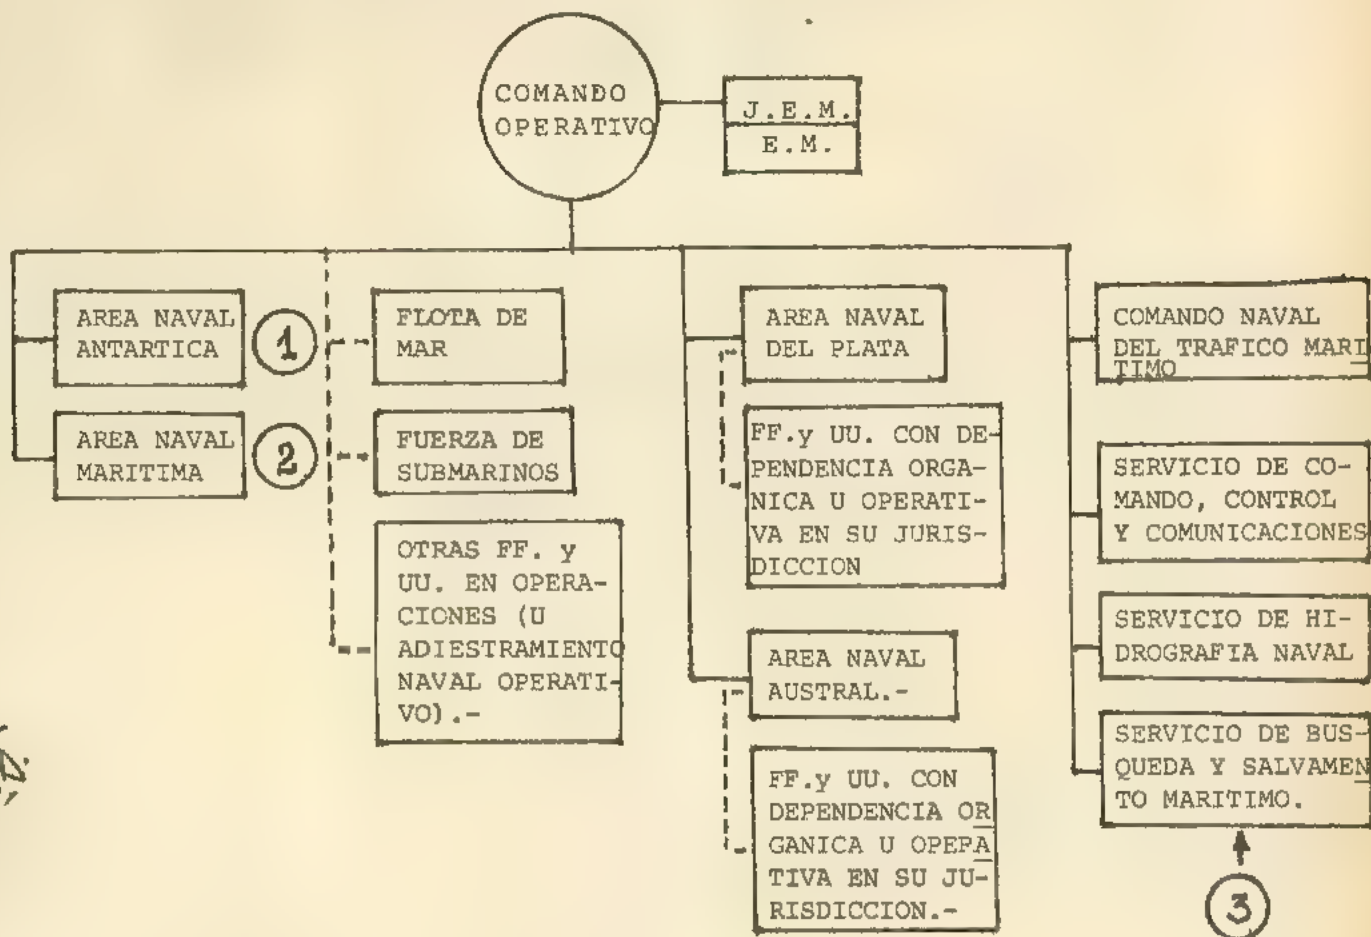 COMANDO
OPERATIVO
J.E.M.
E.M.
AREA NAVAL
ANTARTICA
1
AREA NAVAL
MARITIMA
2
FLOTA DE
MAR
FUERZA DE
SUBMARINOS
OTRAS FF. y
UU. EN OPERA-
CIONES (U
ADIESTRAMIENTO
NAVAL OPERATI-
VO).-
AREA NAVAL
DEL PLATA
FF.y UU. CON DE-
PENDENCIA ORGA-
NICA U OPERATI-
VA EN SU JURIS-
DICCION
AREA NAVAL
AUSTRAL.-
FF.y UU. CON
DEPENDENCIA OR
GANICA U OPEPA
TIVA EN SU JU-
RISDICCION.-
COMANDO NAVAL
DEL TRAFICO MARI
TIMO
SERVICIO DE CO-
MANDO, CONTROL
Y COMUNICACIONES
SERVICIO DE HI-
DROGRAFIA NAVAL
SERVICIO DE BUS-
QUEDA Y SALVAMEN
TO MARITIMO.
3